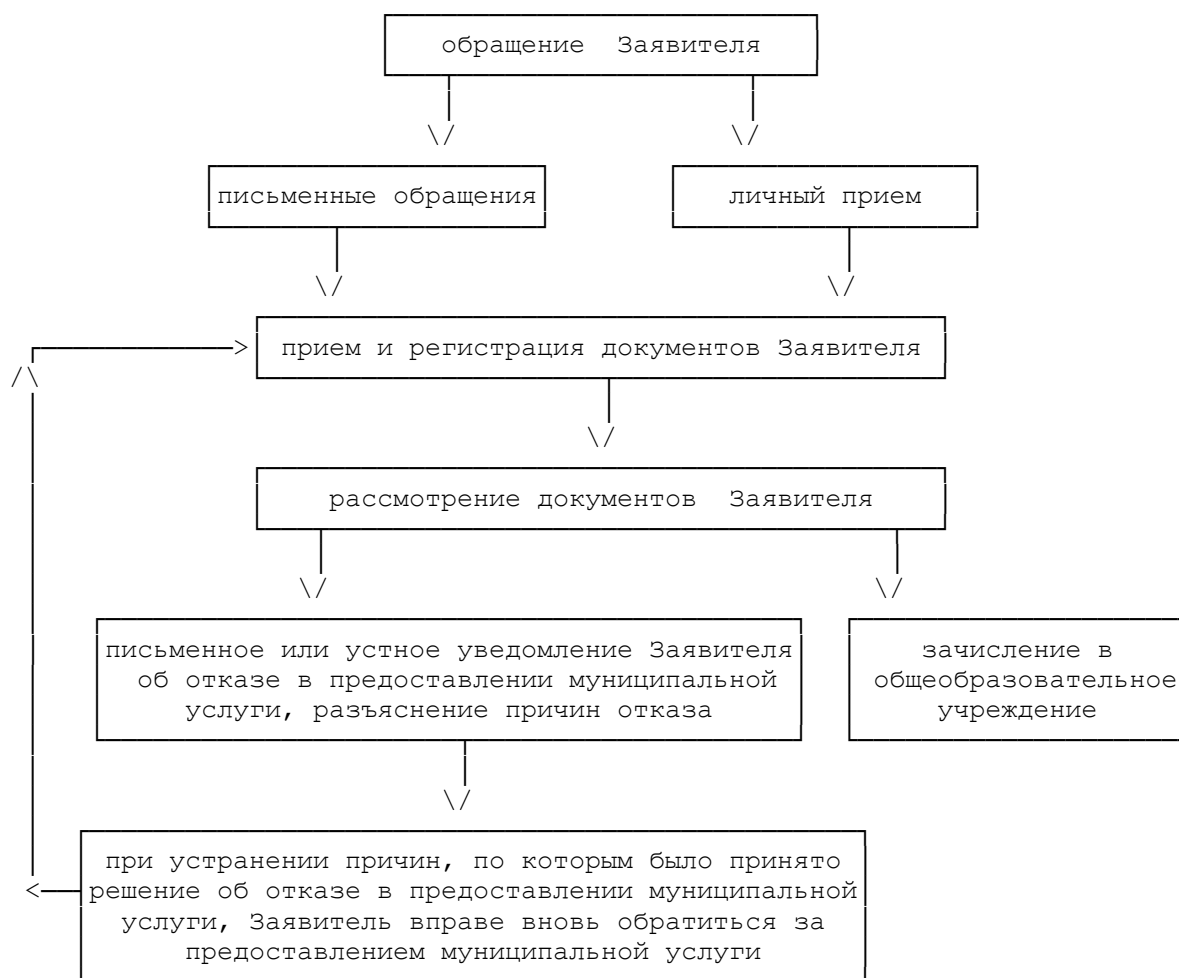 обращение Заявителя
письменные обращения
личный прием
прием и регистрация документов Заявителя
рассмотрение документов Заявителя
письменное или устное уведомление Заявителя
об отказе в предоставлении муниципальной
услуги, разъяснение причин отказа
зачисление в
общеобразовательное
учреждение
при устранении причин, по которым было принято
решение об отказе в предоставлении муниципальной
услуги, Заявитель вправе вновь обратиться за
предоставлением муниципальной услуги